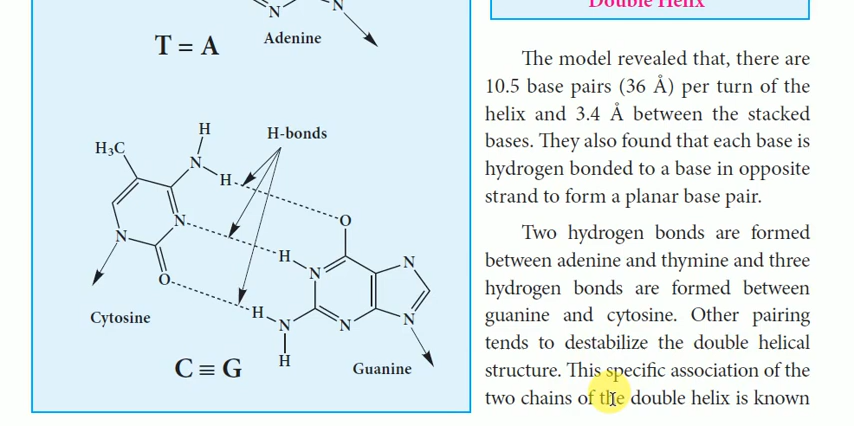 Double Helix
N
N
T = A
Adenine
H
H-bonds
H₃C
N
H
N
O
N
H
N
N
O
H
N
N
N
Cytosine
H
C ≡ G
Guanine
The model revealed that, there are
10.5 base pairs (36 Å) per turn of the
helix and 3.4 Å between the stacked
bases. They also found that each base is
hydrogen bonded to a base in opposite
strand to form a planar base pair.
Two hydrogen bonds are formed
between adenine and thymine and three
hydrogen bonds are formed between
guanine and cytosine. Other pairing
tends to destabilize the double helical
structure. This specific association of the
two chains of the double helix is known